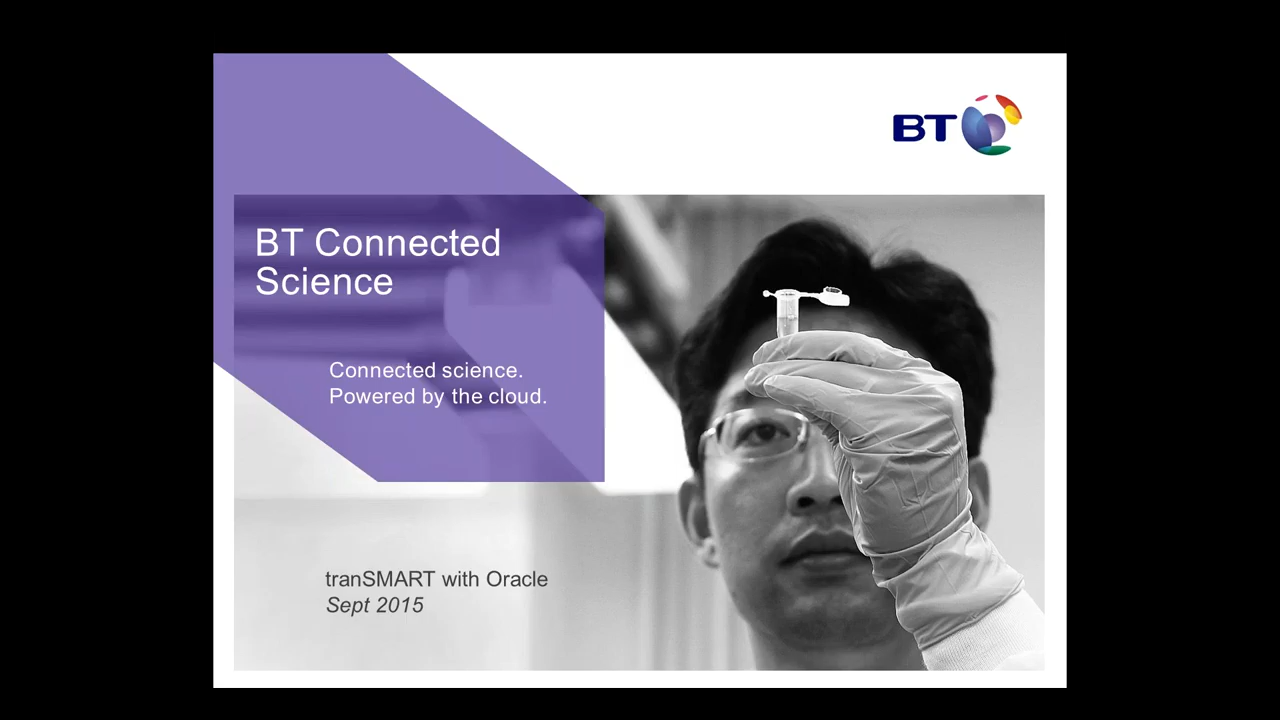 BT
BT Connected
Science
Connected science.
Powered by the cloud.
tranSMART with Oracle
Sept 2015